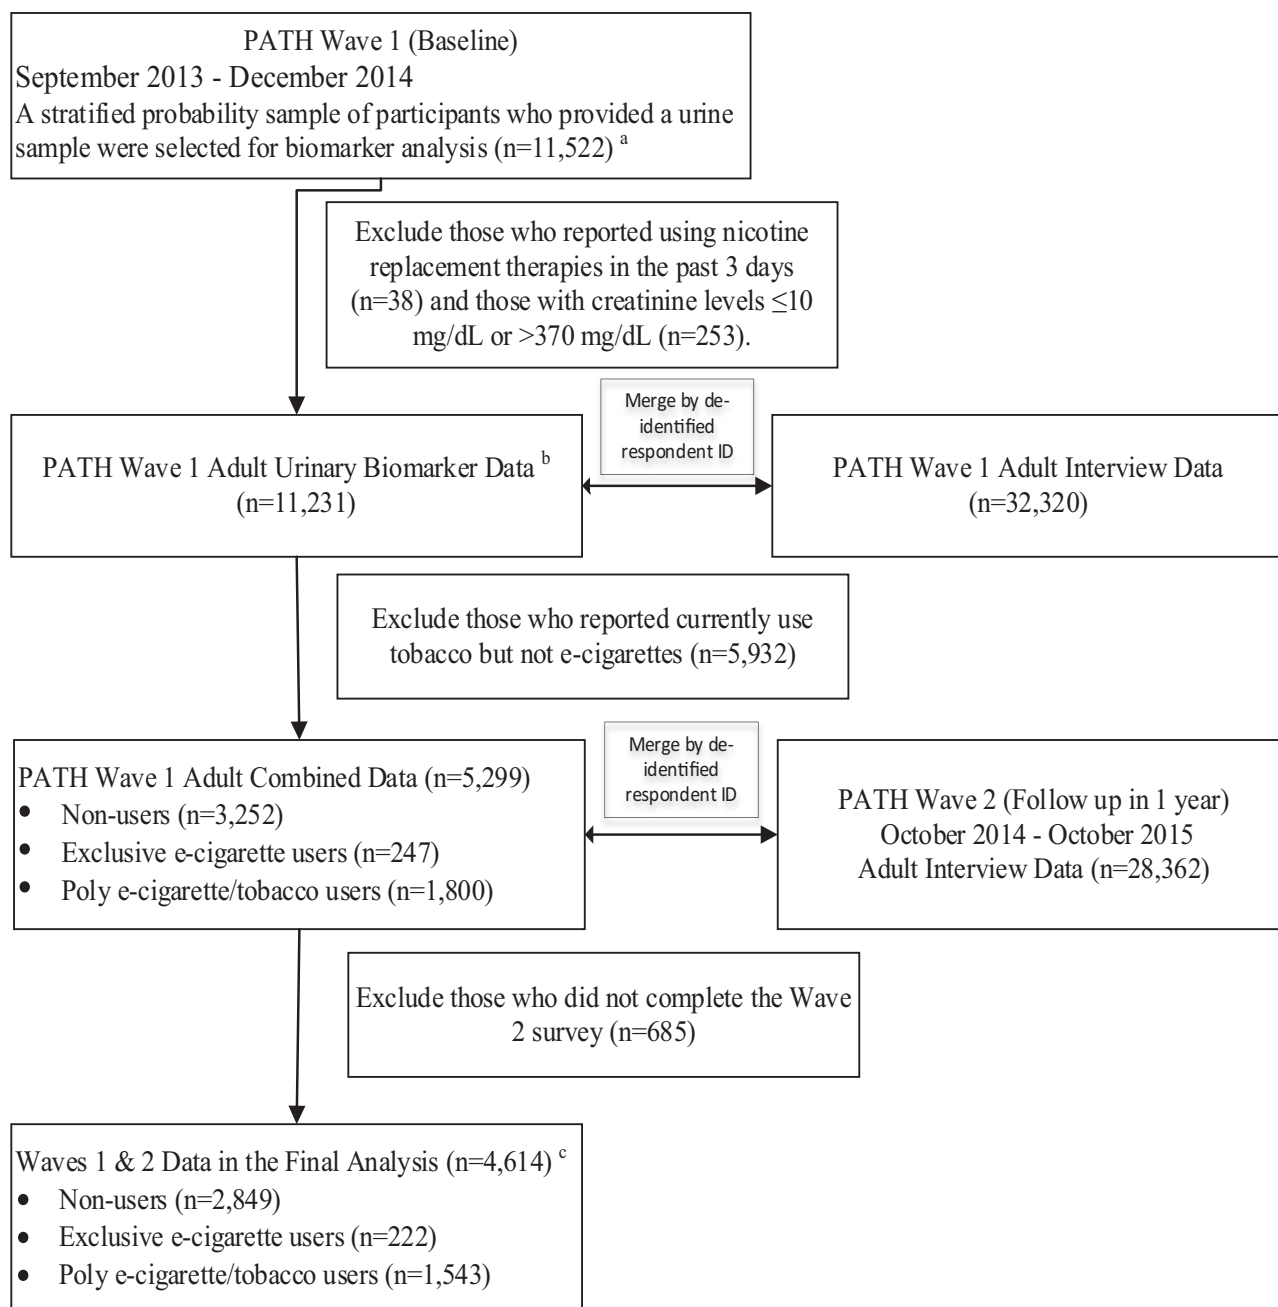 PATH Wave 1 (Baseline)
September 2013 - December 2014
A stratified probability sample of participants who provided a urine
sample were selected for biomarker analysis (n=11,522) a
Exclude those who reported using nicotine
replacement therapies in the past 3 days
(n=38) and those with creatinine levels ≤10
mg/dL or >370 mg/dL (n=253).
Merge by de-
identified
respondent ID
PATH Wave 1 Adult Urinary Biomarker Data b
(n=11,231)
PATH Wave 1 Adult Interview Data
(n=32,320)
Exclude those who reported currently use
tobacco but not e-cigarettes (n=5,932)
Merge by de-
identified
respondent ID
PATH Wave 1 Adult Combined Data (n=5,299)
• Non-users (n=3,252)
• Exclusive e-cigarette users (n=247)
• Poly e-cigarette/tobacco users (n=1,800)
PATH Wave 2 (Follow up in 1 year)
October 2014 - October 2015
Adult Interview Data (n=28,362)
Exclude those who did not complete the Wave
2 survey (n=685)
Waves 1 & 2 Data in the Final Analysis (n=4,614) c
• Non-users (n=2,849)
• Exclusive e-cigarette users (n=222)
• Poly e-cigarette/tobacco users (n=1,543)